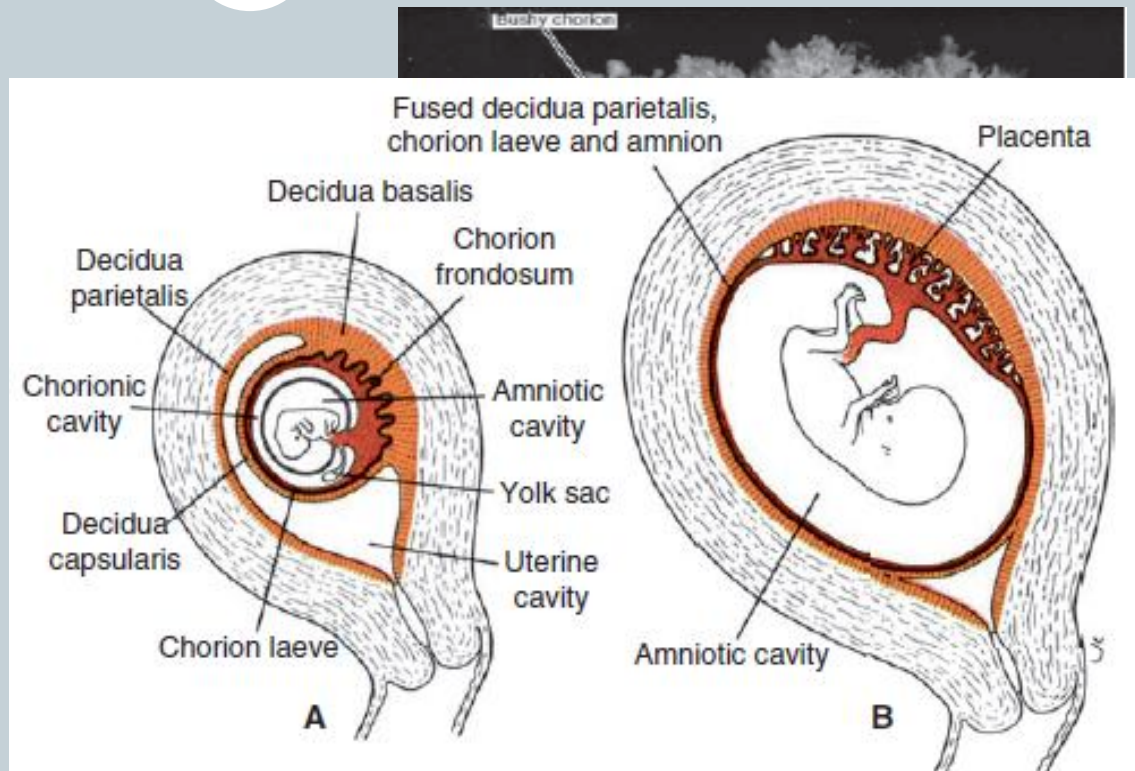 Bushy chorion
Fused decidua parietalis,
chorion laeve and amnion
Placenta
Decidua basalis
Decidua
parietalis
Chorion
frondosum
Chorionic
cavity
Amniotic
cavity
Yolk sac
Decidua
capsularis
Uterine
cavity
Chorion laeve
Amniotic cavity
A
B